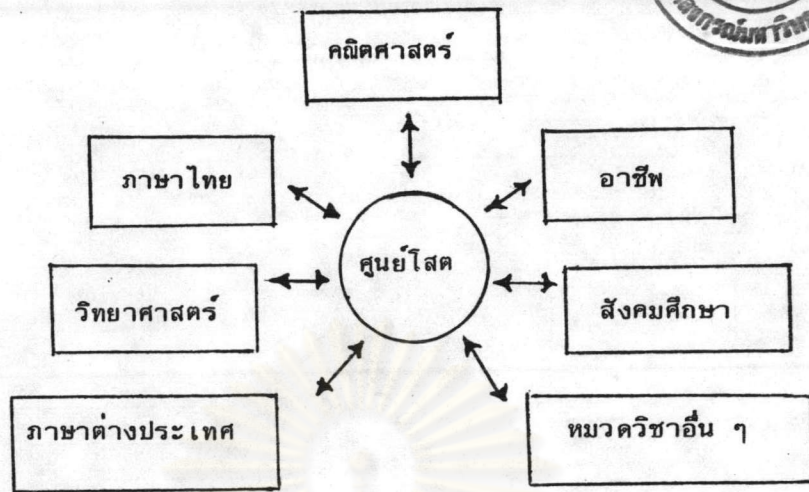 คณิตศาสตร์
ภาษาไทย
อาชีพ
ศูนย์โสต
วิทยาศาสตร์
สังคมศึกษา
ภาษาต่างประเทศ
หมวดวิชาอื่น ๆ